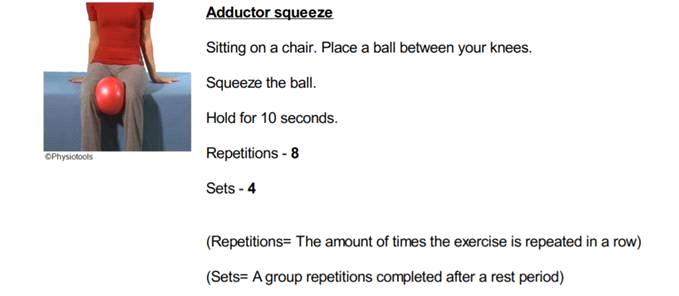 Adductor squeeze
Sitting on a chair. Place a ball between your knees.
Squeeze the ball.
Hold for 10 seconds.
©Physiotools
Repetitions - 8
Sets - 4
(Repetitions= The amount of times the exercise is repeated in a row)
(Sets= A group repetitions completed after a rest period)